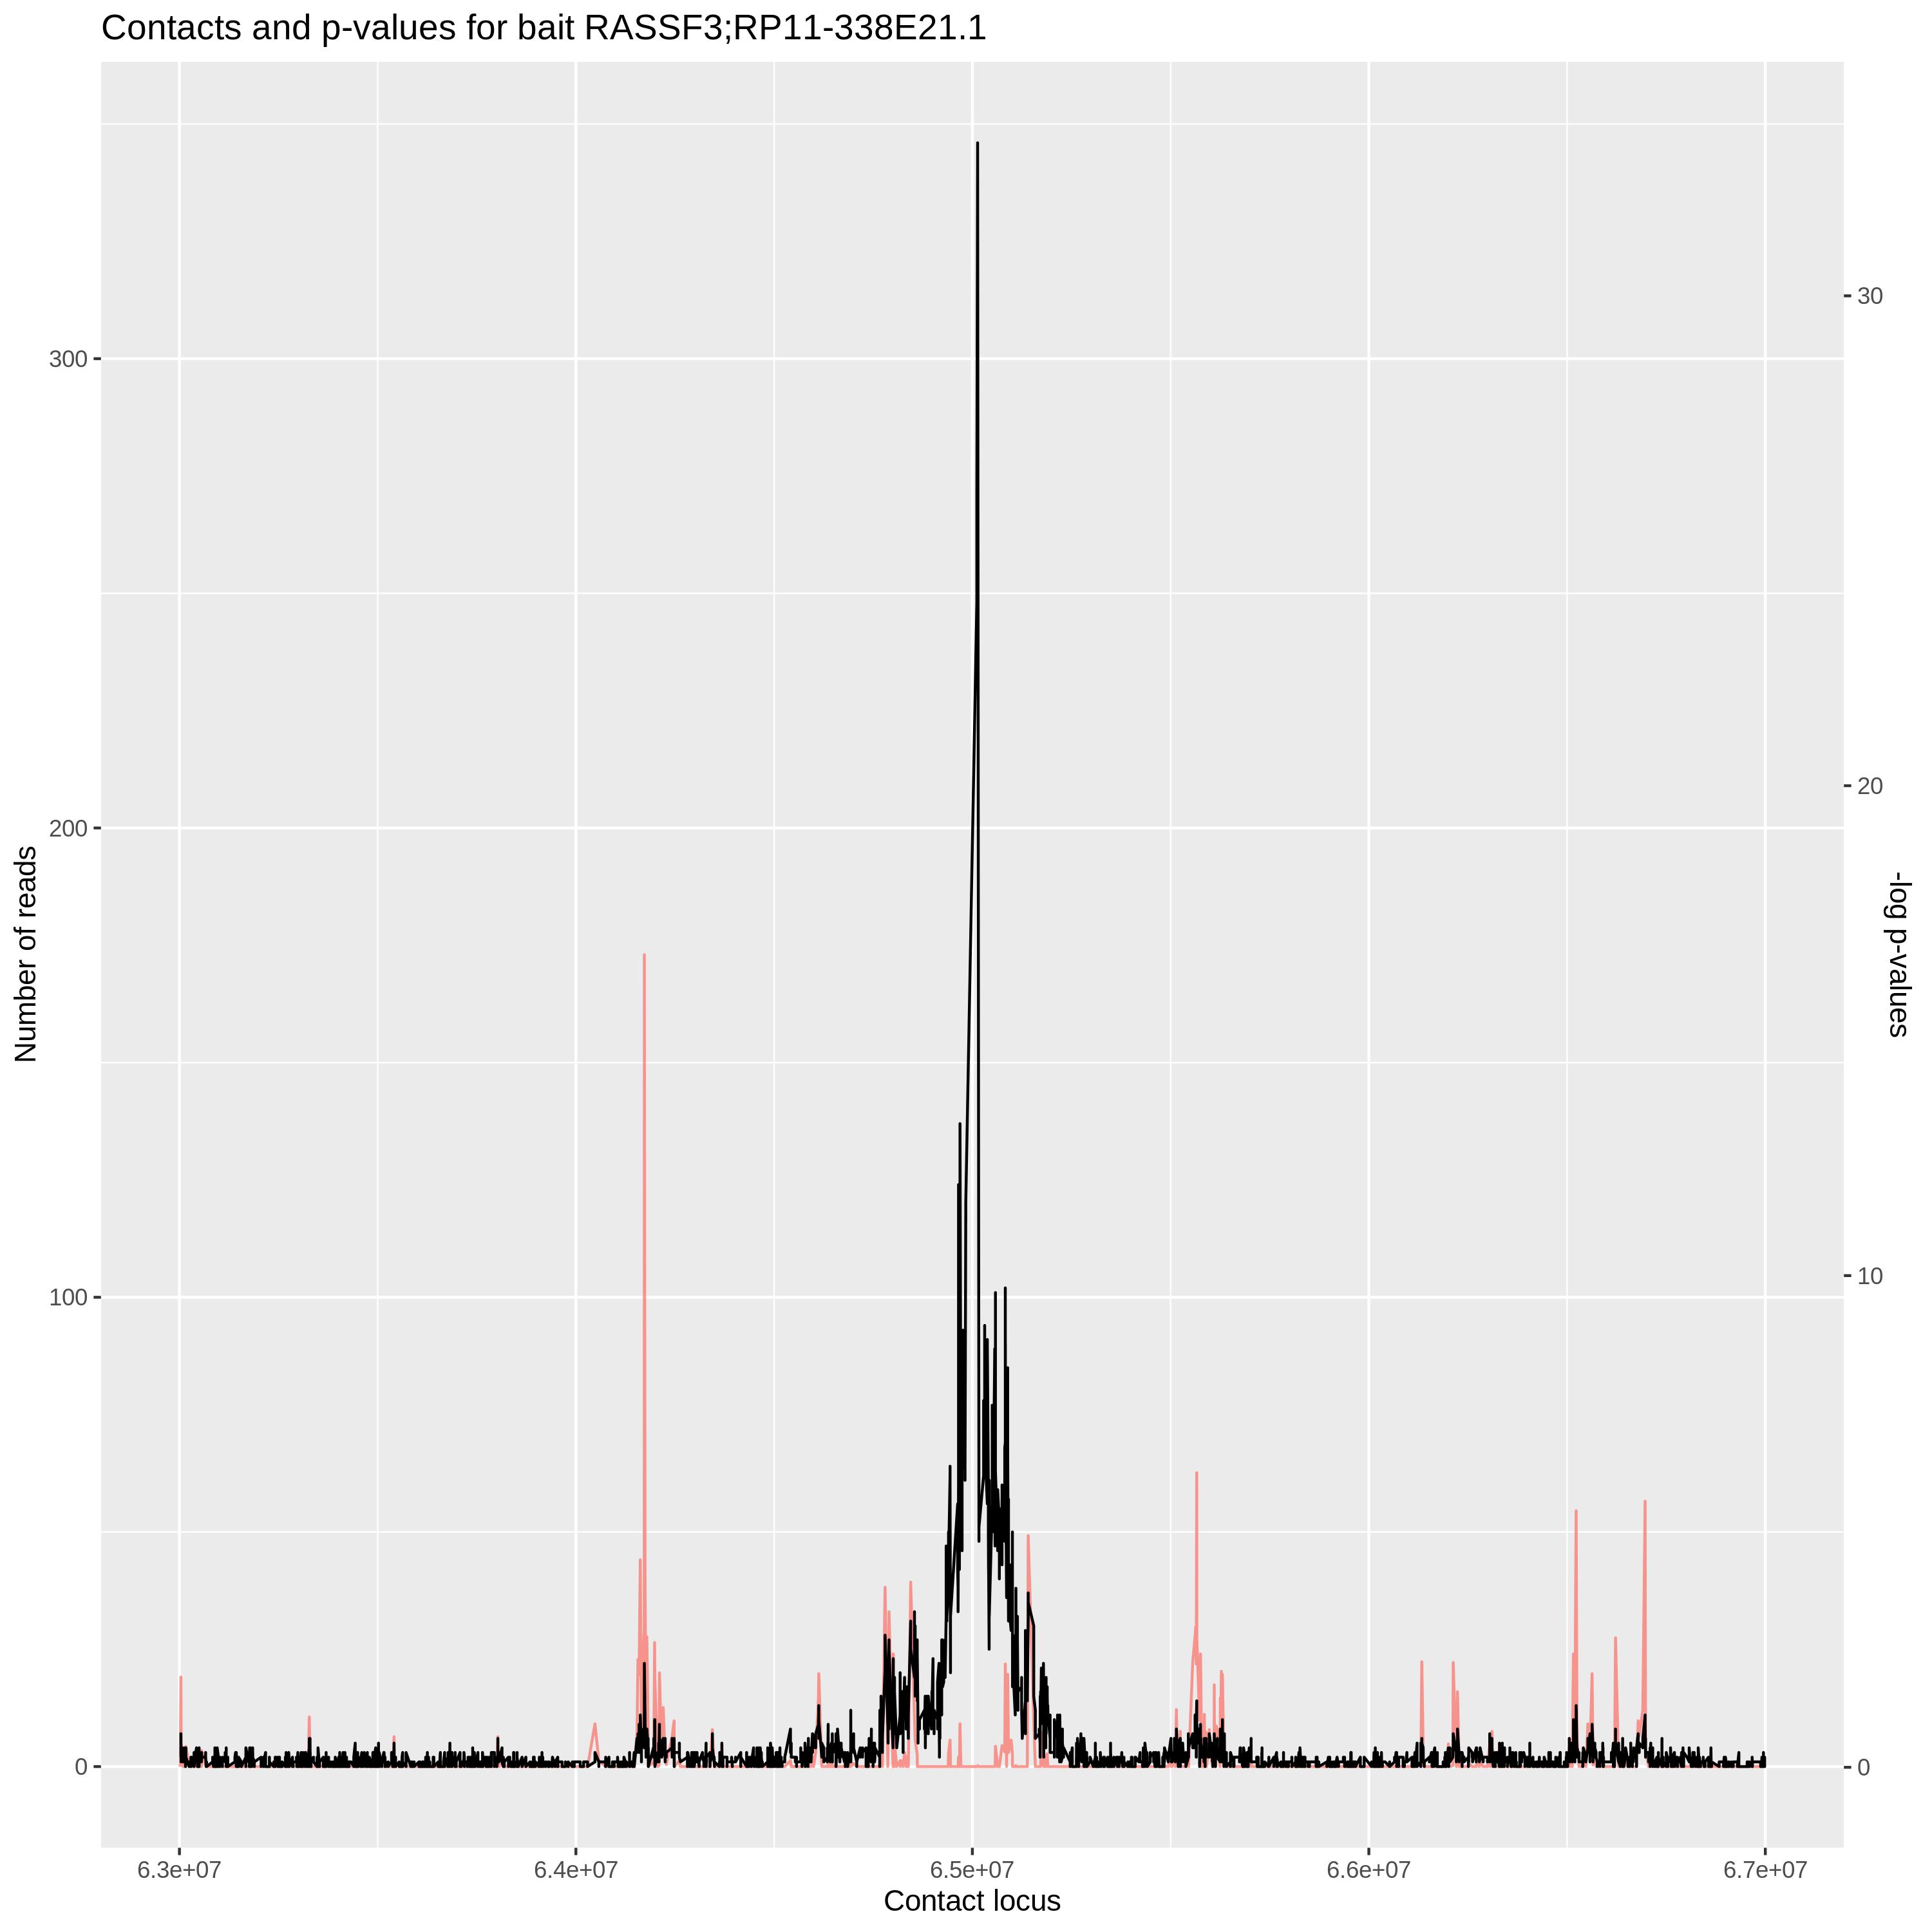 Contacts and p-values for bait RASSF3;RP11-338E21.1
Number of reads
300
200
100
0
30
20
10
0
-log p-values
6.3e+07
6.4e+07
6.5e+07
6.6e+07
6.7e+07
Contact locus